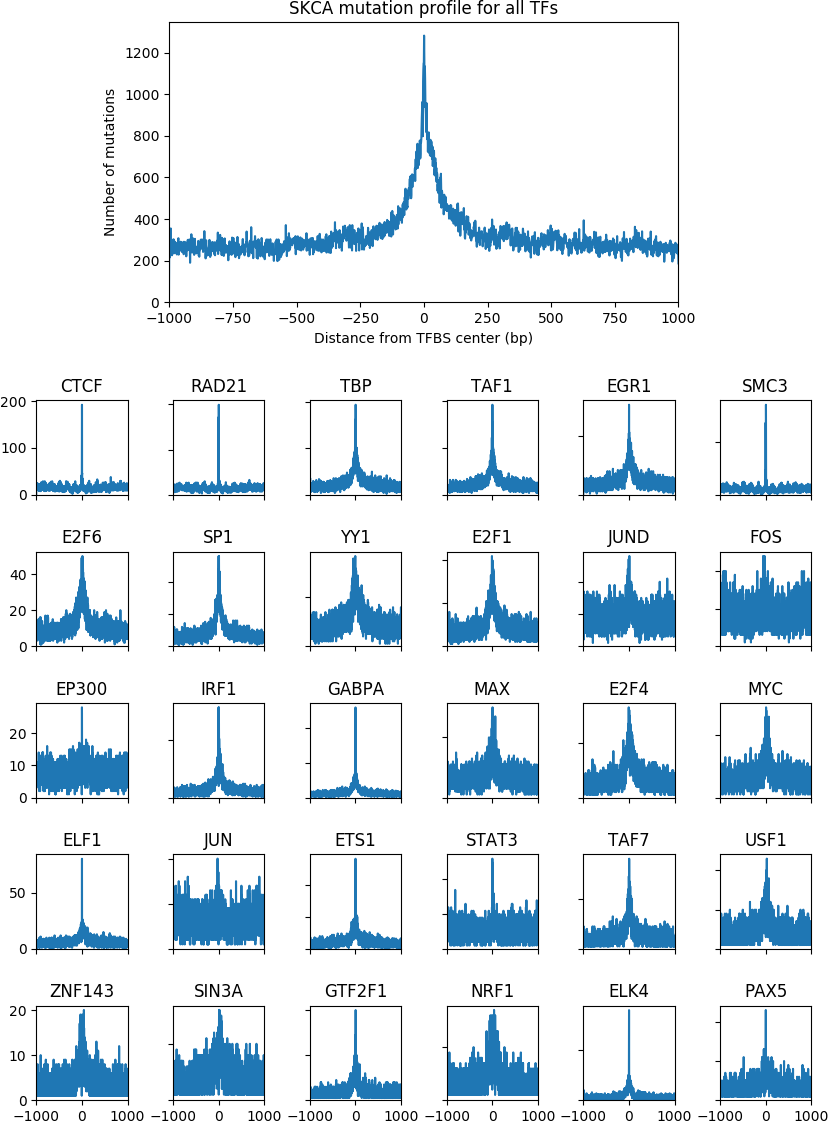 SKCA mutation profile for all TFs
1200
1000
800
600
400
200
0
Number of mutations
−1000 −750 −500 −250 0 250 500 750 1000
Distance from TFBS center (bp)
CTCF RAD21 TBP TAF1 EGR1 SMC3
200
100
0
E2F6 SP1 YY1 E2F1 JUND FOS
40
20
0
EP300 IRF1 GABPA MAX E2F4 MYC
20
10
0
ELF1 JUN ETS1 STAT3 TAF7 USF1
50
0
ZNF143 SIN3A GTF2F1 NRF1 ELK4 PAX5
20
10
0
−1000 0 1000 −1000 0 1000 −1000 0 1000 −1000 0 1000 −1000 0 1000 −1000 0 1000